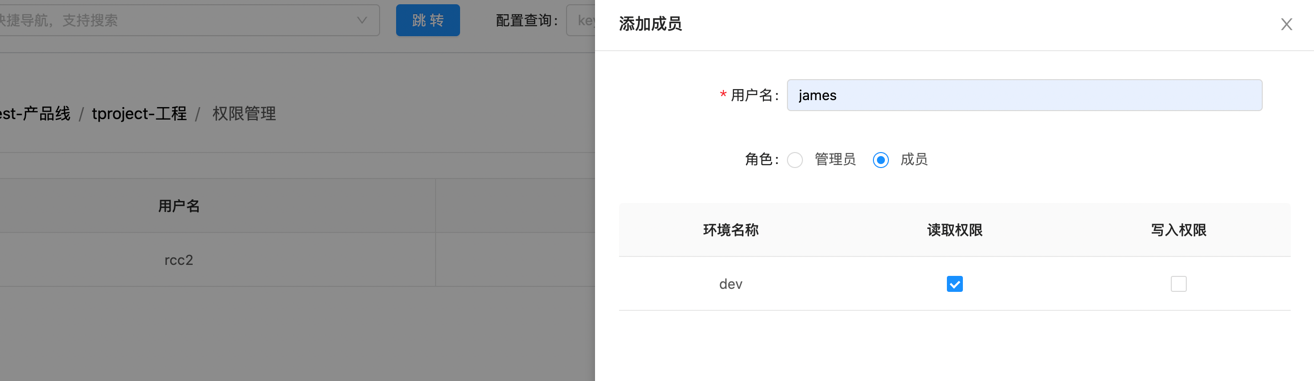 快捷导航，支持搜索
跳 转
配置查询：
key
est-产品线 / tproject-工程 / 权限管理
用户名
rcc2
添加成员
* 用户名：
james
角色： 管理员 成员
环境名称 读取权限 写入权限
dev